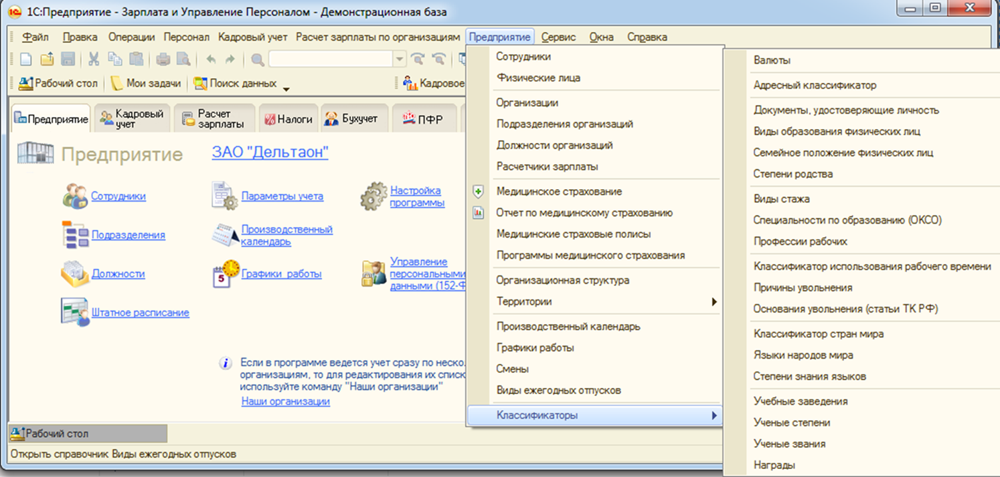 1С:Предприятие - Зарплата и Управление Персоналом - Демонстрационная база
Файл Правка Операции Персонал Кадровый учет Расчет зарплаты по организациям Предприятие Сервис Окна Справка
Рабочий стол Мои задачи Поиск данных Кадровое
Предприятие
Кадровый
учет
Расчет
зарплаты
Налоги
Бухучет
ПФР
Предприятие
ЗАО "Дельтаон"
Сотрудники
Параметры учета
Настройка
программы
Подразделения
Производственный
календарь
Должности
Графики работы
Управление
персональными
данными (152-Ф
Штатное расписание
Если в программе ведется учет сразу по неско
организациям, то для редактирования их списк
используйте команду "Наши организации"
Наши организации
Рабочий стол
Открыть справочник Виды ежегодных отпусков
Сотрудники
Физические лица
Организации
Подразделения организаций
Должности организаций
Расчетчики зарплаты
Медицинское страхование
Отчет по медицинскому страхованию
Медицинские страховые полисы
Программы медицинского страхования
Организационная структура
Территории
Производственный календарь
Графики работы
Смены
Виды ежегодных отпусков
Классификаторы
Валюты
Адресный классификатор
Документы, удостоверяющие личность
Виды образования физических лиц
Семейное положение физических лиц
Степени родства
Виды стажа
Специальности по образованию (ОКСО)
Профессии рабочих
Классификатор использования рабочего времени
Причины увольнения
Основания увольнения (статьи ТК РФ)
Классификатор стран мира
Языки народов мира
Степени знания языков
Учебные заведения
Ученые степени
Ученые звания
Награды